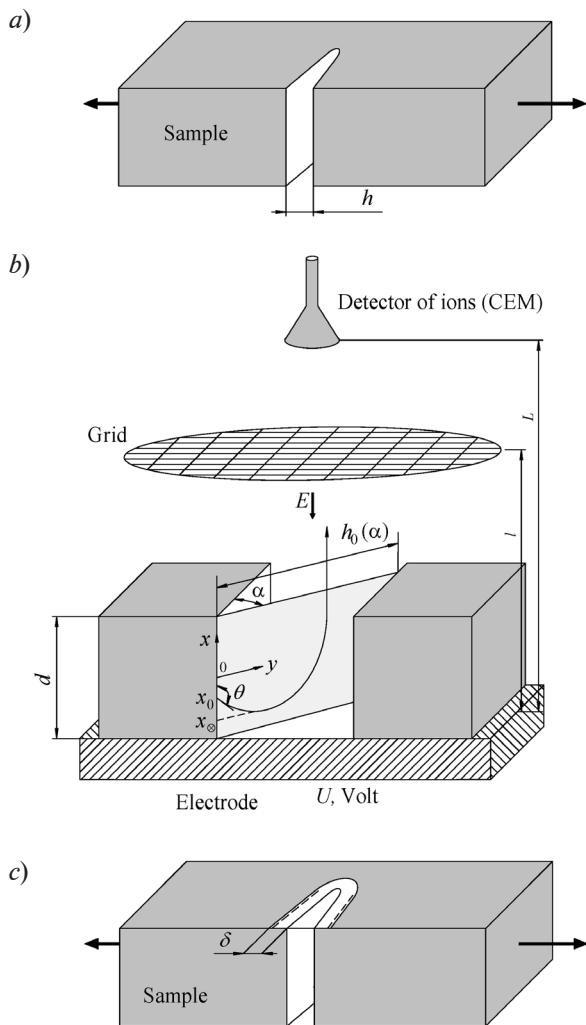 a)
Sample
h
b)
Detector of ions (CEM)
L
Grid
E
l
h₀(α)
α
x
0
y
d
x₀
θ
x⊗
Electrode
U, Volt
c)
δ
Sample